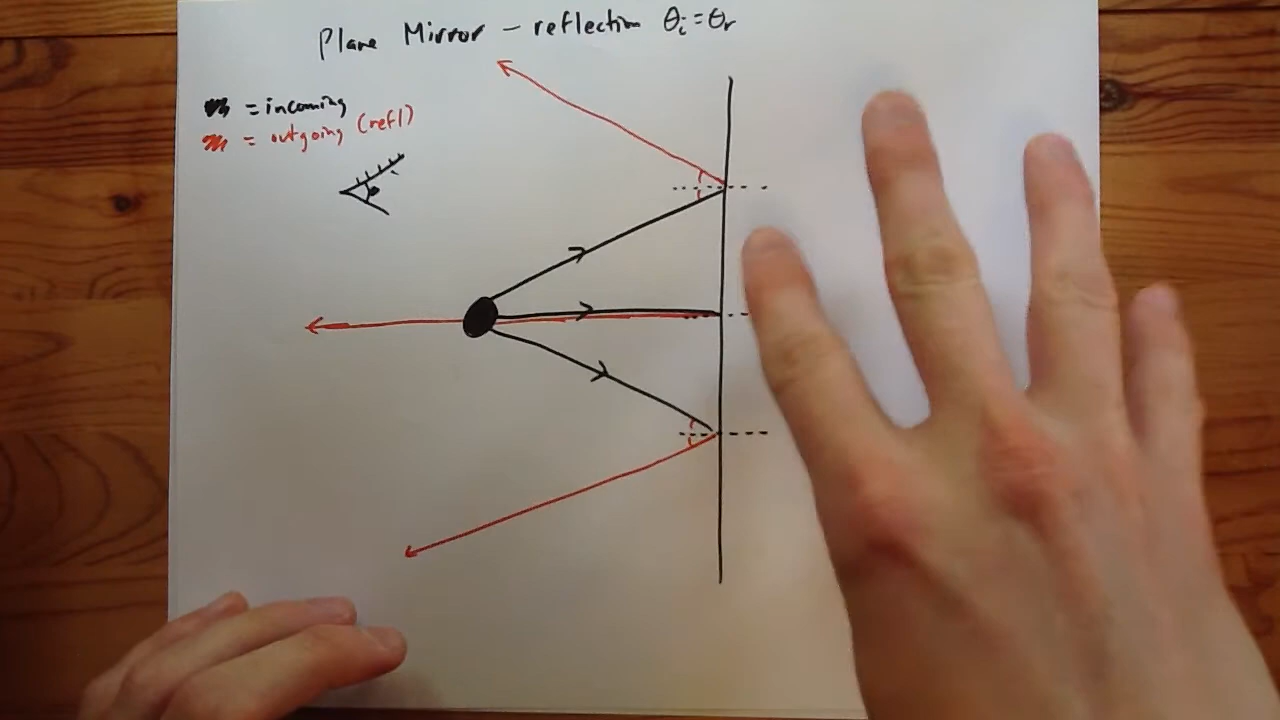 Plane Mirror - reflection θi = θr
= incoming
= outgoing (refl)